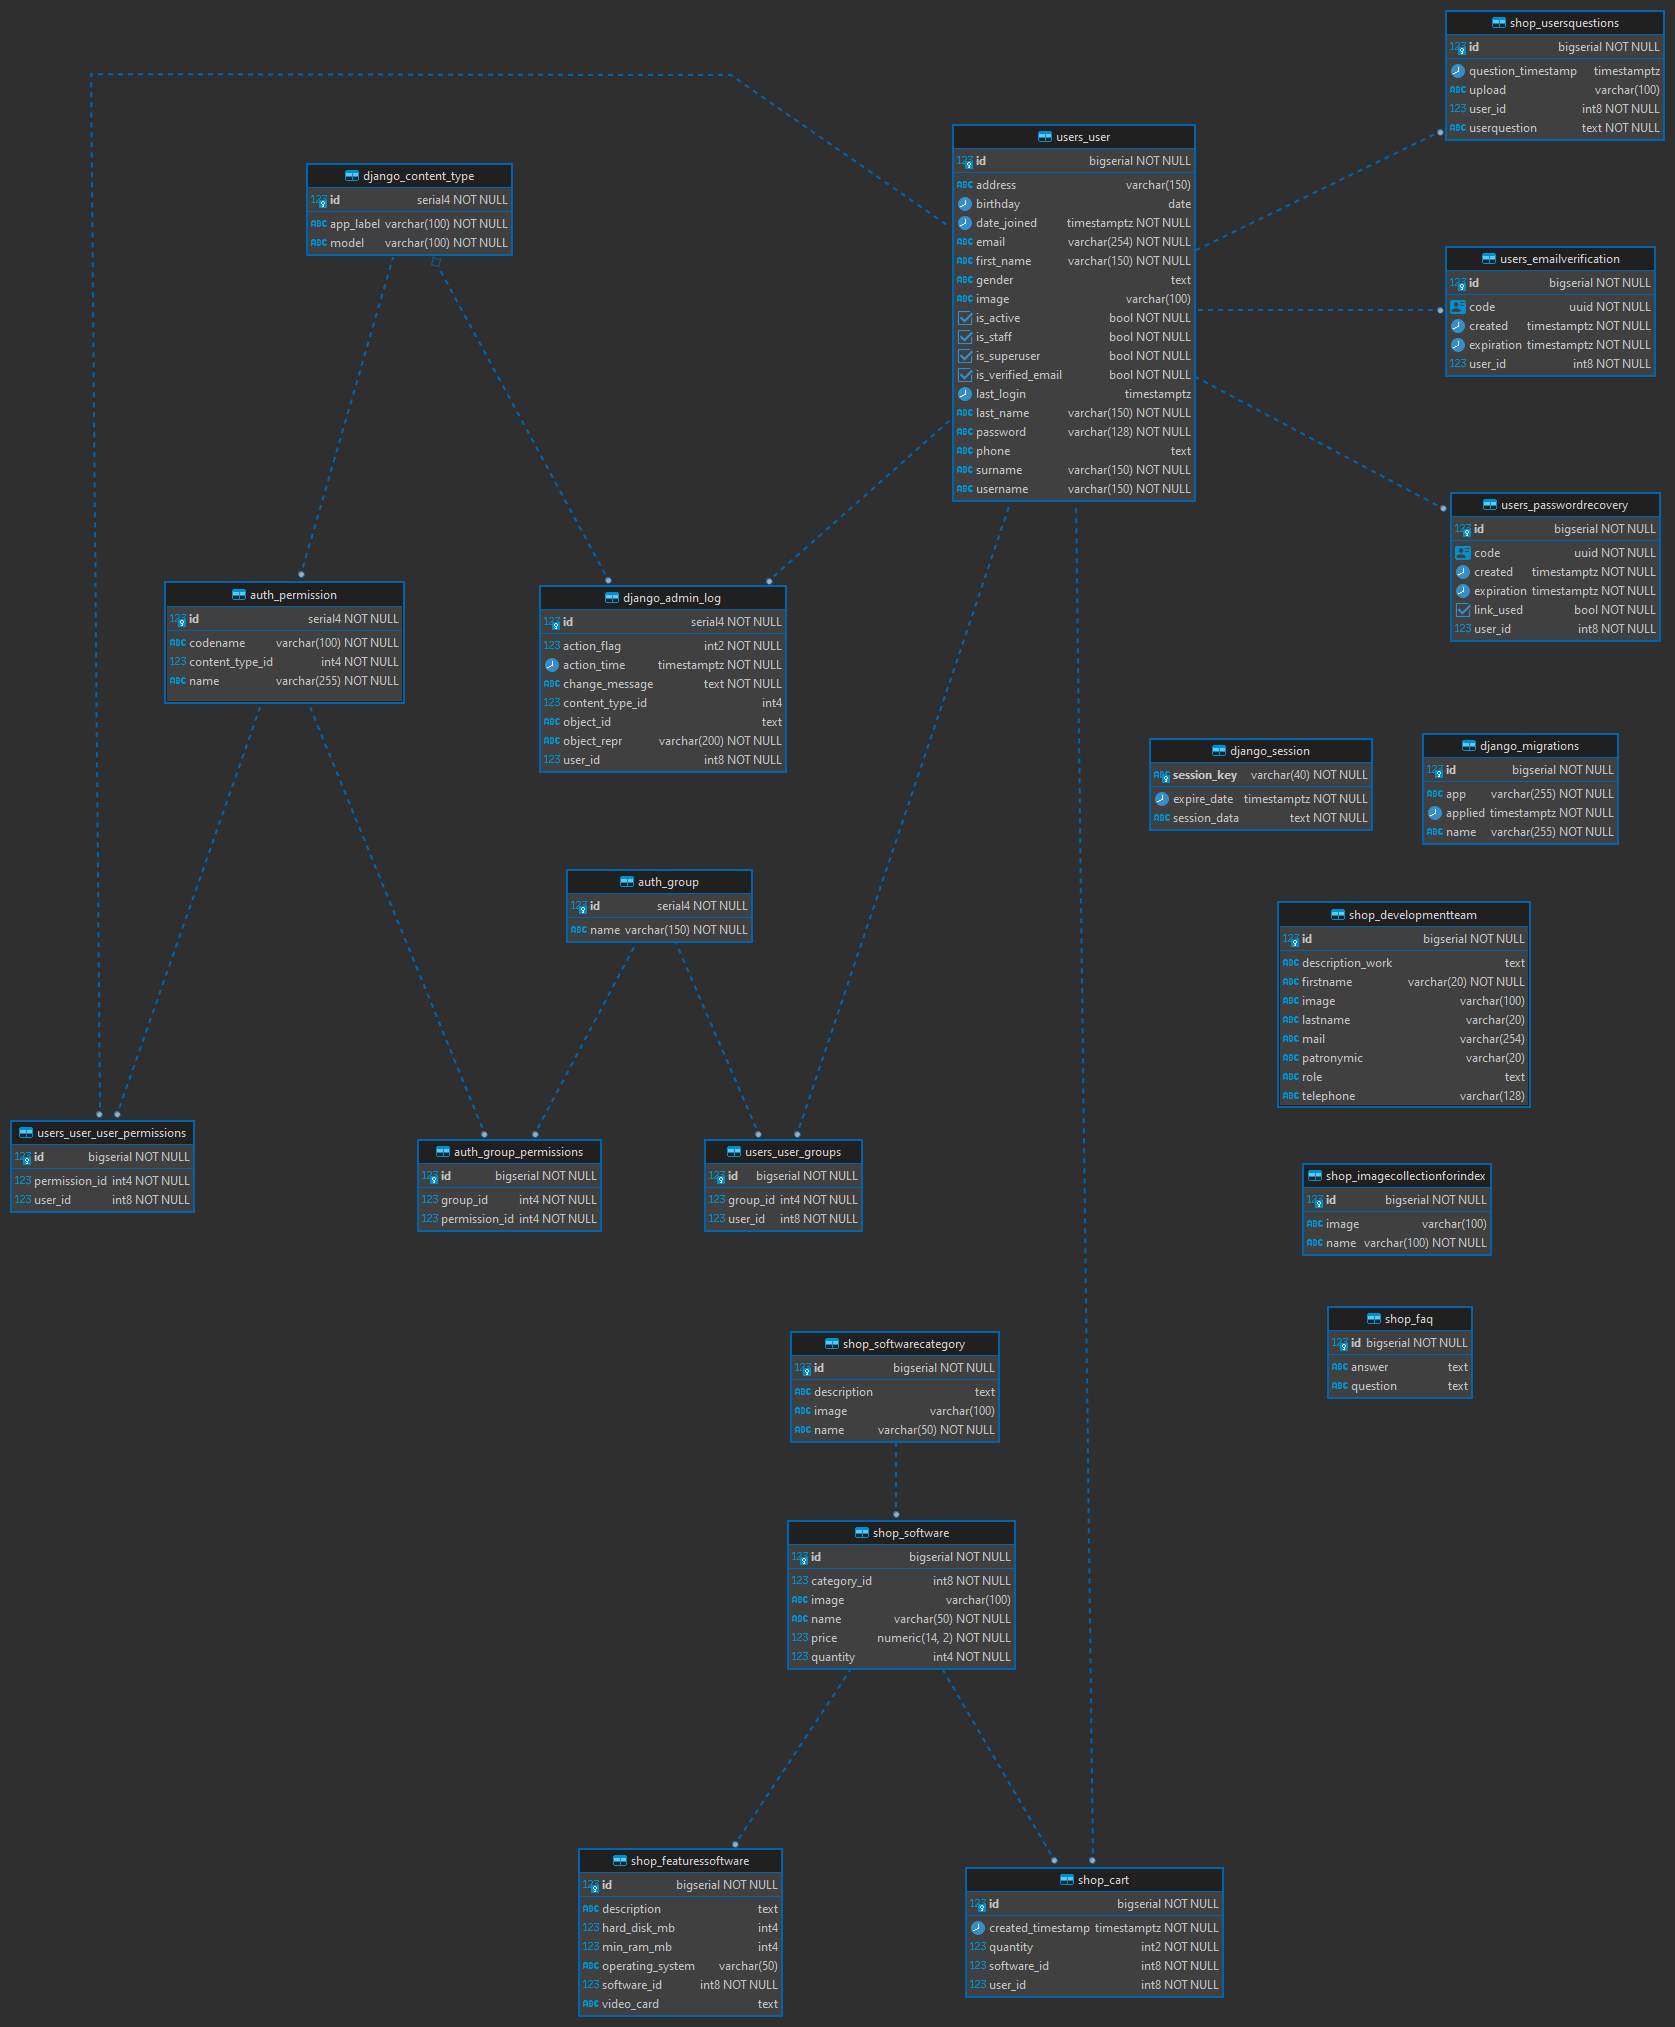 shop_usersquestions
id bigserial NOT NULL
question_timestamp timestamptz
upload varchar(100)
user_id int8 NOT NULL
userquestion text NOT NULL
users_user
id bigserial NOT NULL
address varchar(150)
birthday date
date_joined timestamptz NOT NULL
email varchar(254) NOT NULL
first_name varchar(150) NOT NULL
gender text
image varchar(100)
is_active bool NOT NULL
is_staff bool NOT NULL
is_superuser bool NOT NULL
is_verified_email bool NOT NULL
last_login timestamptz
last_name varchar(150) NOT NULL
password varchar(128) NOT NULL
phone text
surname varchar(150) NOT NULL
username varchar(150) NOT NULL
django_content_type
id serial4 NOT NULL
app_label varchar(100) NOT NULL
model varchar(100) NOT NULL
users_emailverification
id bigserial NOT NULL
code uuid NOT NULL
created timestamptz NOT NULL
expiration timestamptz NOT NULL
user_id int8 NOT NULL
users_passwordrecovery
id bigserial NOT NULL
code uuid NOT NULL
created timestamptz NOT NULL
expiration timestamptz NOT NULL
link_used bool NOT NULL
user_id int8 NOT NULL
auth_permission
id serial4 NOT NULL
codename varchar(100) NOT NULL
content_type_id int4 NOT NULL
name varchar(255) NOT NULL
django_admin_log
id serial4 NOT NULL
action_flag int2 NOT NULL
action_time timestamptz NOT NULL
change_message text NOT NULL
content_type_id int4
object_id text
object_repr varchar(200) NOT NULL
user_id int8 NOT NULL
django_session
session_key varchar(40) NOT NULL
expire_date timestamptz NOT NULL
session_data text NOT NULL
django_migrations
id bigserial NOT NULL
app varchar(255) NOT NULL
applied timestamptz NOT NULL
name varchar(255) NOT NULL
auth_group
id serial4 NOT NULL
name varchar(150) NOT NULL
shop_developmentteam
id bigserial NOT NULL
description_work text
firstname varchar(20) NOT NULL
image varchar(100)
lastname varchar(20)
mail varchar(254)
patronymic varchar(20)
role text
telephone varchar(128)
users_user_user_permissions
id bigserial NOT NULL
permission_id int4 NOT NULL
user_id int8 NOT NULL
auth_group_permissions
id bigserial NOT NULL
group_id int4 NOT NULL
permission_id int4 NOT NULL
users_user_groups
id bigserial NOT NULL
group_id int4 NOT NULL
user_id int8 NOT NULL
shop_imagecollectionforindex
id bigserial NOT NULL
image varchar(100)
name varchar(100) NOT NULL
shop_faq
id bigserial NOT NULL
answer text
question text
shop_softwarecategory
id bigserial NOT NULL
description text
image varchar(100)
name varchar(50) NOT NULL
shop_software
id bigserial NOT NULL
category_id int8 NOT NULL
image varchar(100)
name varchar(50) NOT NULL
price numeric(14, 2) NOT NULL
quantity int4 NOT NULL
shop_featuressoftware
id bigserial NOT NULL
description text
hard_disk_mb int4
min_ram_mb int4
operating_system varchar(50)
software_id int8 NOT NULL
video_card text
shop_cart
id bigserial NOT NULL
created_timestamp timestamptz NOT NULL
quantity int2 NOT NULL
software_id int8 NOT NULL
user_id int8 NOT NULL